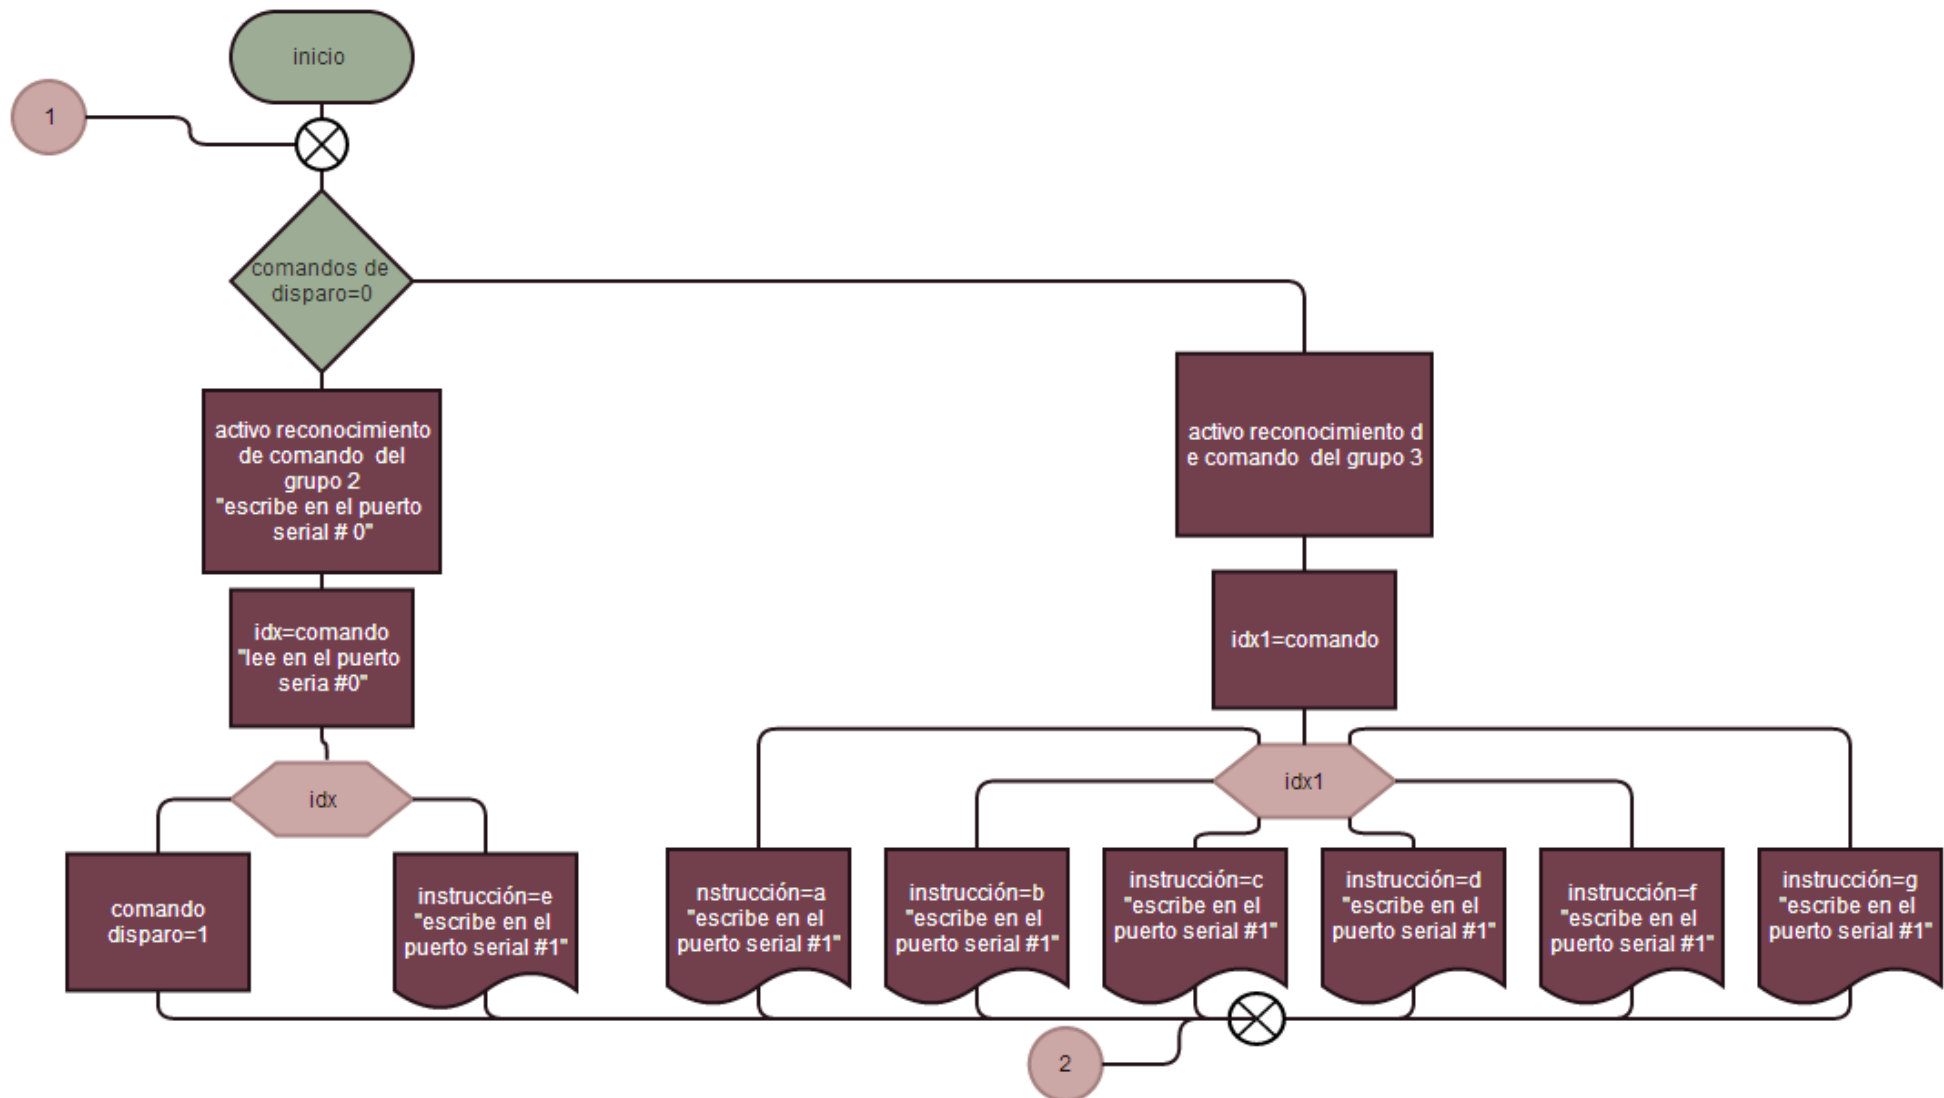 inicio
1
comandos de
disparo=0
activo reconocimiento
de comando  del
grupo 2
"escribe en el puerto
serial # 0"
activo reconocimiento d
e comando  del grupo 3
idx=comando
"lee en el puerto
seria #0"
idx1=comando
idx
idx1
comando
disparo=1
instrucción=e
"escribe en el
puerto serial #1"
nstrucción=a
"escribe en el
puerto serial #1"
instrucción=b
"escribe en el
puerto serial #1"
instrucción=c
"escribe en el
puerto serial #1"
instrucción=d
"escribe en el
puerto serial #1"
instrucción=f
"escribe en el
puerto serial #1"
instrucción=g
"escribe en el
puerto serial #1"
2